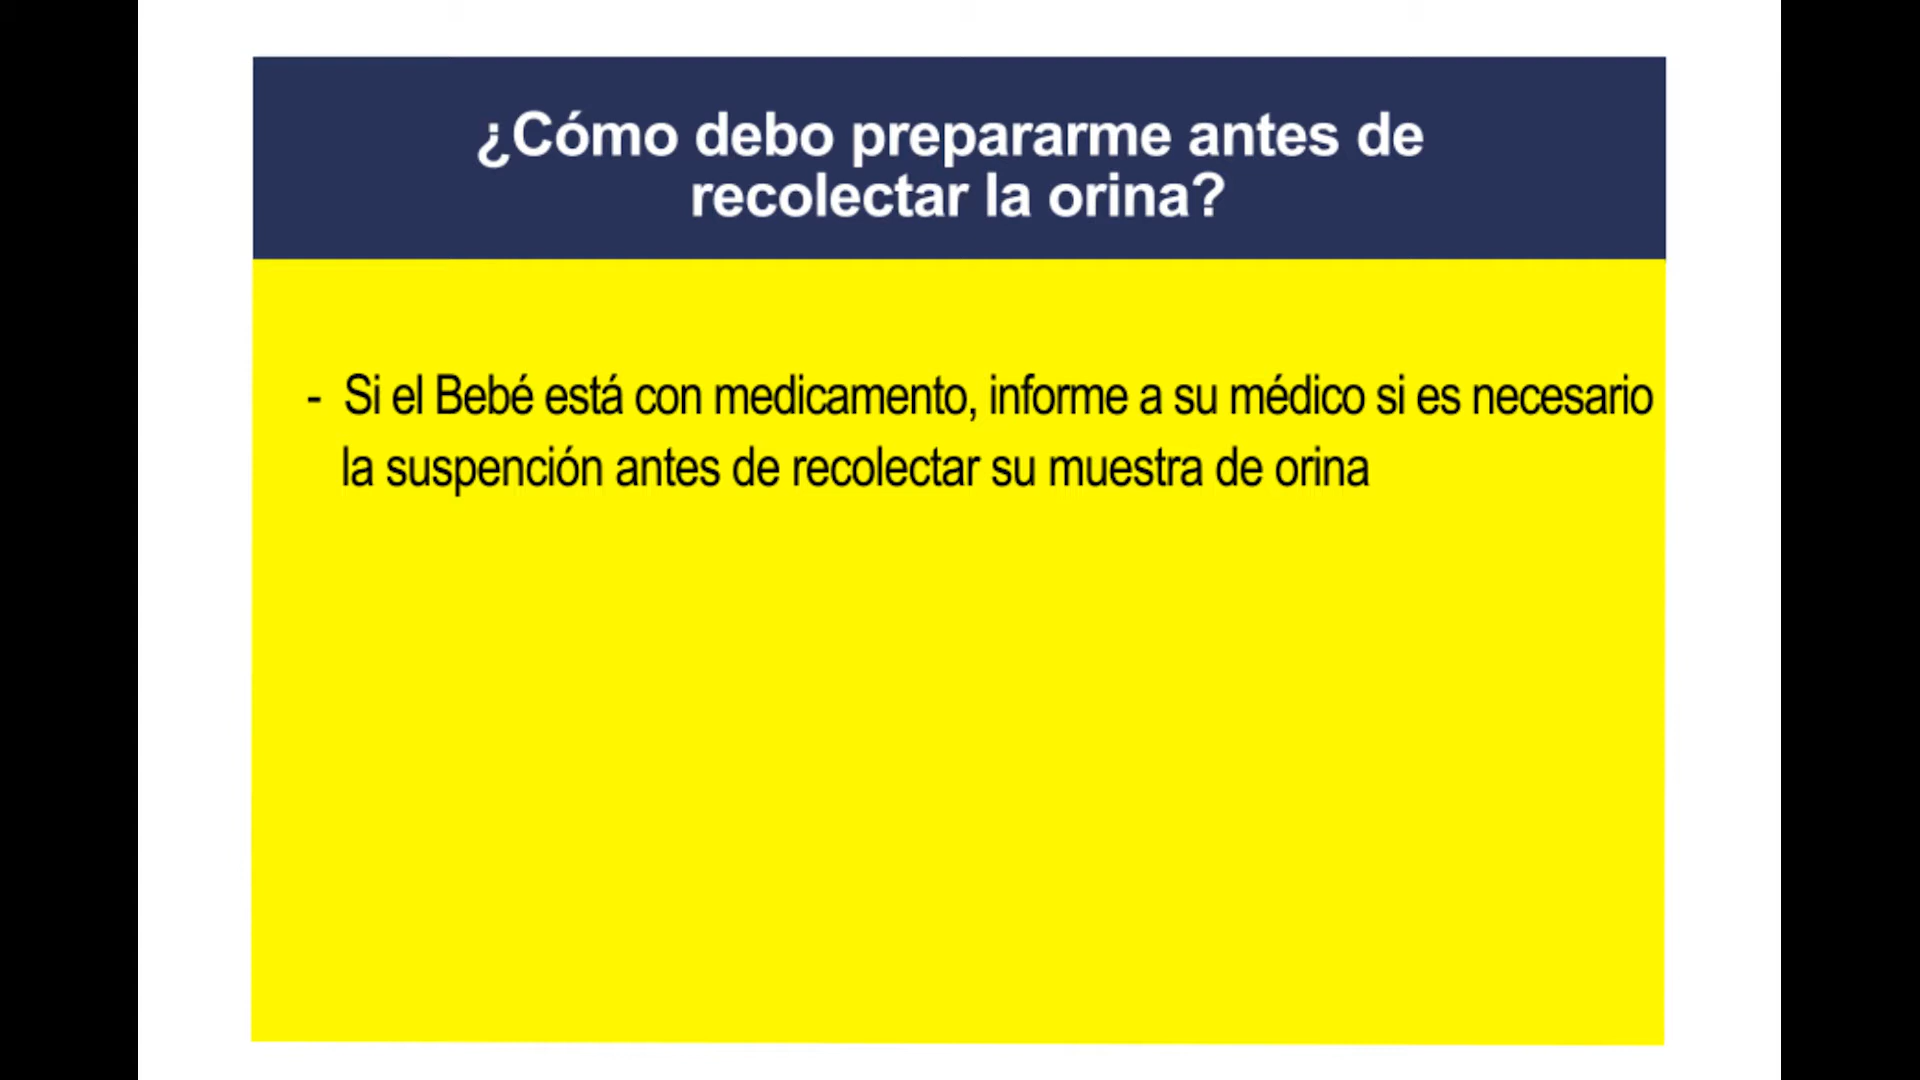 ¿Cómo debo prepararme antes de
recolectar la orina?
- Si el Bebé está con medicamento, informe a su médico si es necesario
la suspención antes de recolectar su muestra de orina